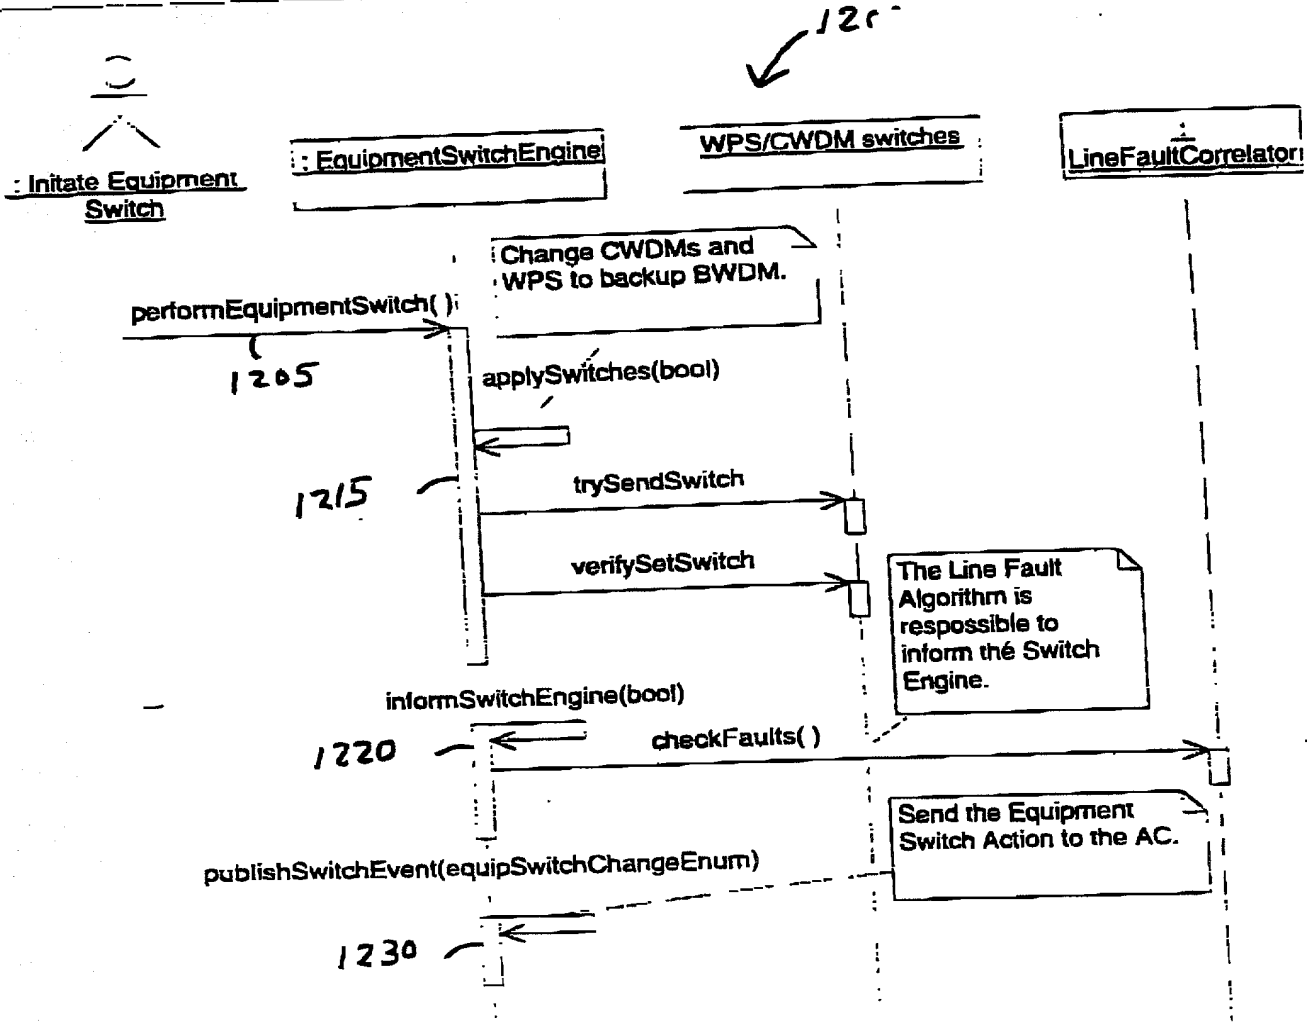 : Initate Equipment
Switch
: EquipmentSwitchEngine
WPS/CWDM switches
:
LineFaultCorrelator
Change CWDMs and
WPS to backup BWDM.
performEquipmentSwitch( )
1205
applySwitches(bool)
1215
trySendSwitch
verifySetSwitch
The Line Fault
Algorithm is
respossible to
inform the Switch
Engine.
informSwitchEngine(bool)
1220
checkFaults( )
Send the Equipment
Switch Action to the AC.
publishSwitchEvent(equipSwitchChangeEnum)
1230